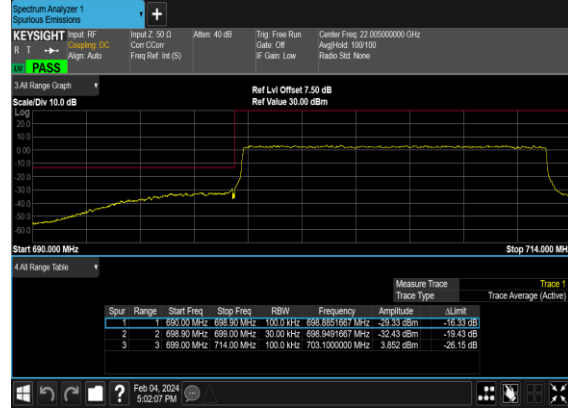 Spectrum Analyzer 1
Spurious Emissions
+
KEYSIGHT Input: RF Input Z: 50 Ω Atten: 40 dB Trig: Free Run Center Freq: 22.005000000 GHz
R T Coupling: DC Corr CCorr Gate: Off Avg|Hold: 100/100
Align: Auto Freq Ref: Int (S) IF Gain: Low Radio Std: None
PASS
3 All Range Graph
Ref Lvl Offset 7.50 dB
Scale/Div 10.0 dB Ref Value 30.00 dBm
Log
20.0
10.0
0.00
-10.0
-20.0
-30.0
-40.0
-50.0
-60.0
Start 690.000 MHz Stop 714.000 MH
4 All Range Table
Measure Trace Trace 1
Trace Type Trace Average (Active)
Spur Range Start Freq Stop Freq RBW Frequency Amplitude ΔLimit
1 1 690.00 MHz 698.90 MHz 100.0 kHz 698.8851667 MHz -29.33 dBm -16.33 dB
2 2 698.90 MHz 699.00 MHz 30.00 kHz 698.9491667 MHz -32.43 dBm -19.43 dB
3 3 699.00 MHz 714.00 MHz 100.0 kHz 703.1000000 MHz 3.852 dBm -26.15 dB
? Feb 04, 2024
5:02:07 PM